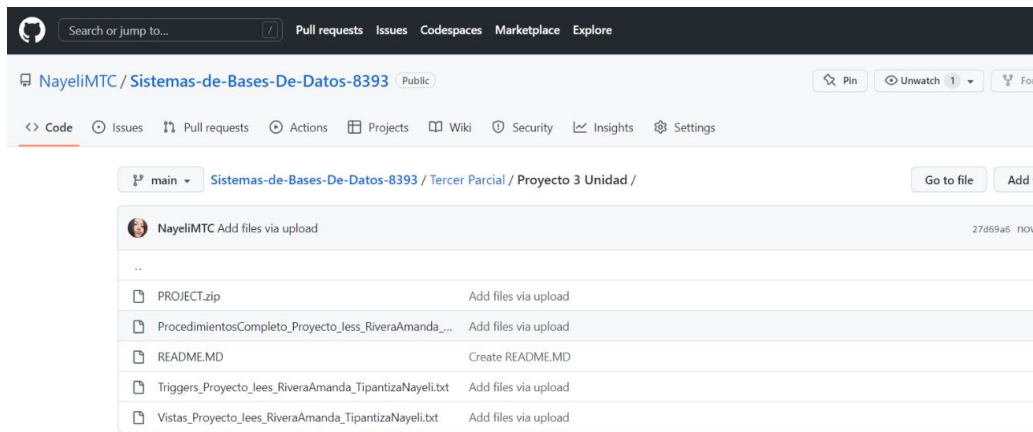 Search or jump to... / Pull requests Issues Codespaces Marketplace Explore
NayeliMTC / Sistemas-de-Bases-De-Datos-8393 Public Pin Unwatch 1 Fo
<> Code Issues Pull requests Actions Projects Wiki Security Insights Settings
main Sistemas-de-Bases-De-Datos-8393 / Tercer Parcial / Proyecto 3 Unidad / Go to file Add
NayeliMTC Add files via upload 27d69a6 now
..
PROJECT.zip Add files via upload
ProcedimientosCompleto_Proyecto_Iess_RiveraAmanda_... Add files via upload
README.MD Create README.MD
Triggers_Proyecto_Iees_RiveraAmanda_TipantizaNayeli.txt Add files via upload
Vistas_Proyecto_Iees_RiveraAmanda_TipantizaNayeli.txt Add files via upload